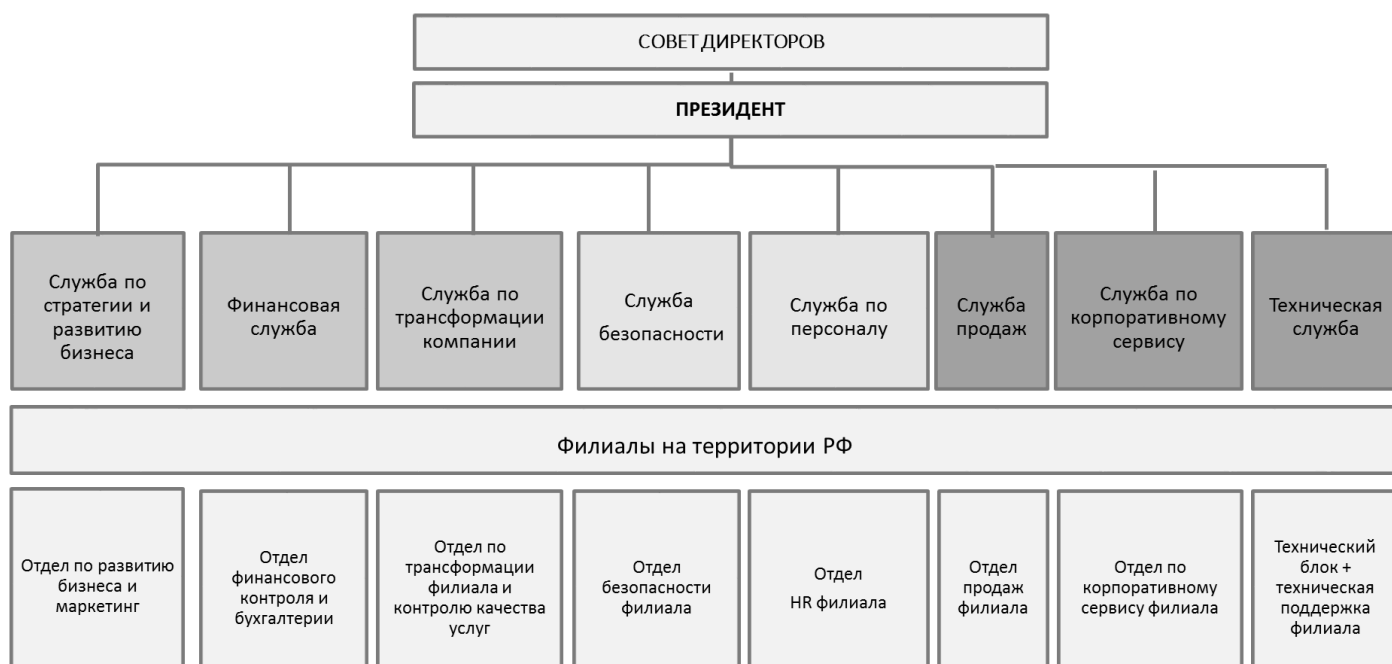 СОВЕТ ДИРЕКТОРОВ
ПРЕЗИДЕНТ
Служба по
стратегии и
развитию
бизнеса
Финансовая
служба
Служба по
трансформации
компании
Служба
безопасности
Служба по
персоналу
Служба
продаж
Служба по
корпоративному
сервису
Техническая
служба
Филиалы на территории РФ
Отдел по развитию
бизнеса и
маркетинг
Отдел
финансового
контроля и
бухгалтерии
Отдел по
трансформации
филиала и
контролю качества
услуг
Отдел
безопасности
филиала
Отдел
HR филиала
Отдел
продаж
филиала
Отдел по
корпоративному
сервису филиала
Технический
блок +
техническая
поддержка
филиала